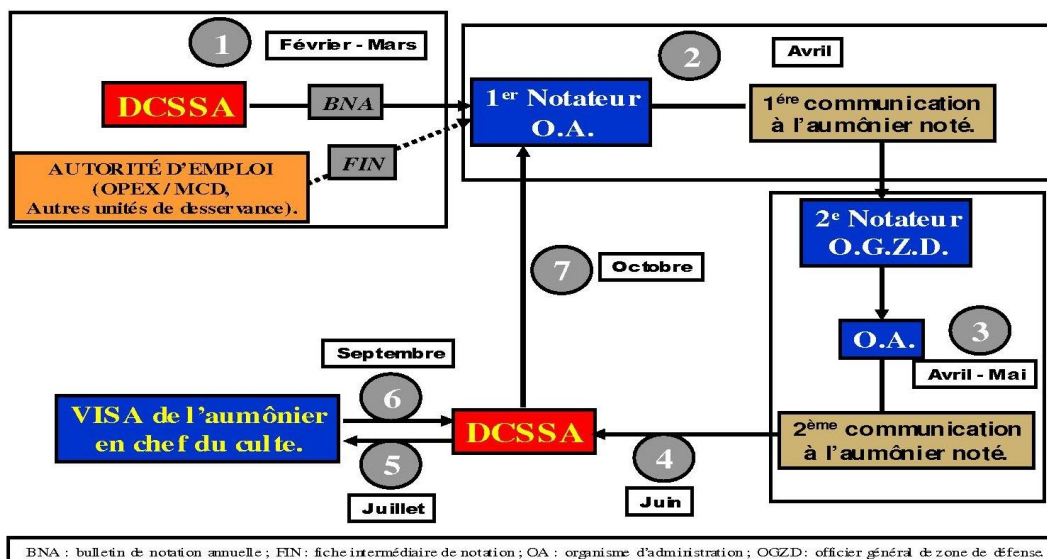 1
Février - Mars
DCSSA
BNA
FIN
AUTORITÉ D'EMPLOI
(OPEX / MCD,
Autres unités de desservance).
2
Avril
1er Notateur
O.A.
1ére communication
à l'aumônier noté.
2e Notateur
O.G.Z.D.
O.A.
3
Avril - Mai
2ème communication
à l'aumônier noté.
4
Juin
DCSSA
5
Juillet
VISA de l'aumônier
en chef du culte.
Septembre
6
7
Octobre
BNA : bulletin de notation annuelle ; FIN : fiche intermédiaire de notation ; OA : organisme d'administration ; OGZD : officier général de zone de défense.